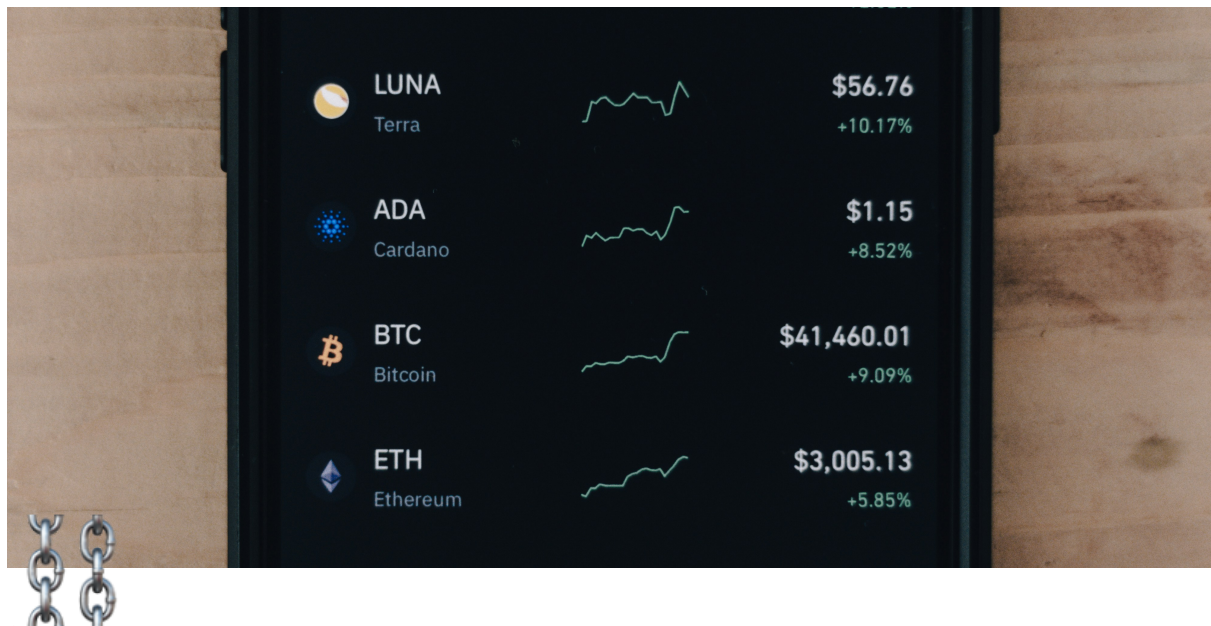 LUNA
$56.76
Terra
+10.17%
ADA
$1.15
Cardano
+8.52%
BTC
$41,460.01
Bitcoin
+9.09%
ETH
$3,005.13
Ethereum
+5.85%